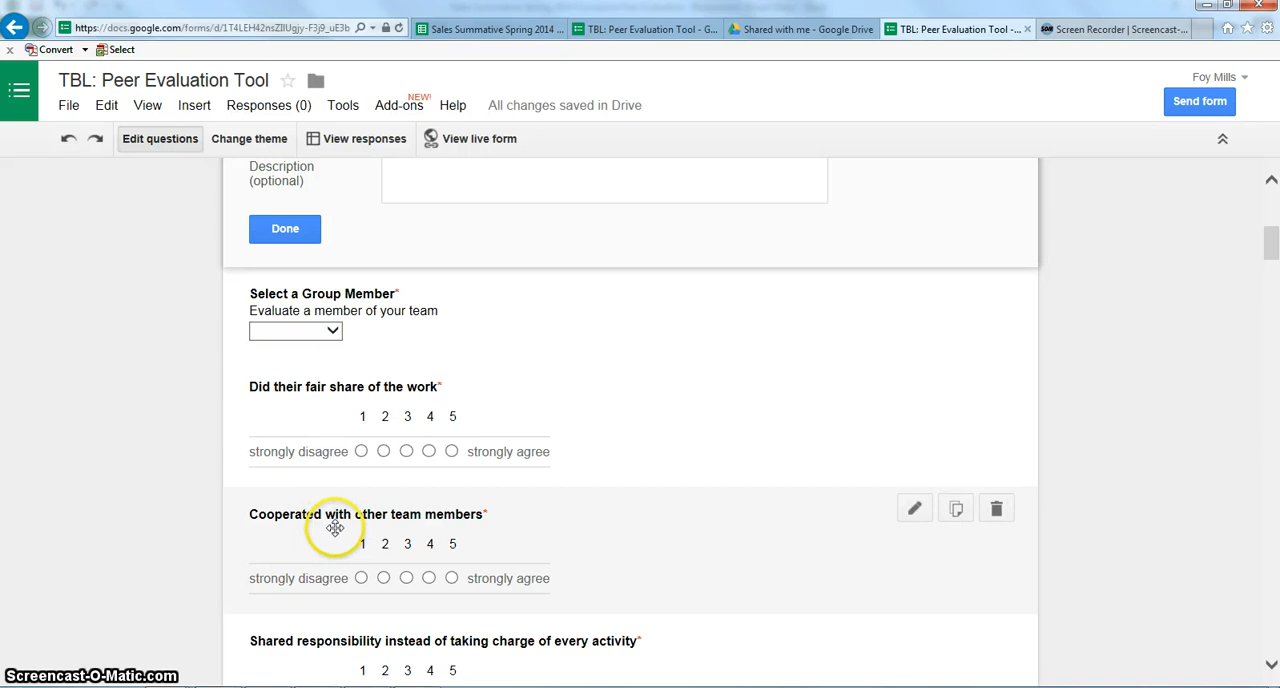 https://docs.google.com/forms/d/1T4LEH42nsZIlUgjy-F3j9_uE3b
Sales Summative Spring 2014 ...
TBL: Peer Evaluation Tool - G...
Shared with me - Google Drive
TBL: Peer Evaluation Tool -...
Screen Recorder | Screencast-...
Convert
Select
TBL: Peer Evaluation Tool
Foy Mills
NEW!
File Edit View Insert Responses (0) Tools Add-ons Help All changes saved in Drive
Send form
Edit questions Change theme View responses View live form
Description
(optional)
Done
Select a Group Member*
Evaluate a member of your team
Did their fair share of the work*
1 2 3 4 5
strongly disagree strongly agree
Cooperated with other team members*
1 2 3 4 5
strongly disagree strongly agree
Shared responsibility instead of taking charge of every activity*
1 2 3 4 5
Screencast-O-Matic.com